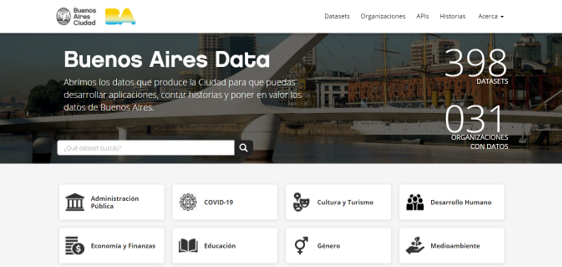 Buenos
Aires
Ciudad
BA
Datasets
Organizaciones
APIs
Historias
Acerca
Buenos Aires Data
Abrimos los datos que produce la Ciudad para que puedas
desarrollar aplicaciones, contar historias y poner en valor los
datos de Buenos Aires.
398
DATASETS
031
ORGANIZACIONES
CON DATOS
¿Qué dataset buscás?
Administración
Pública
COVID-19
Cultura y Turismo
Desarrollo Humano
Economía y Finanzas
Educación
Género
Medioambiente